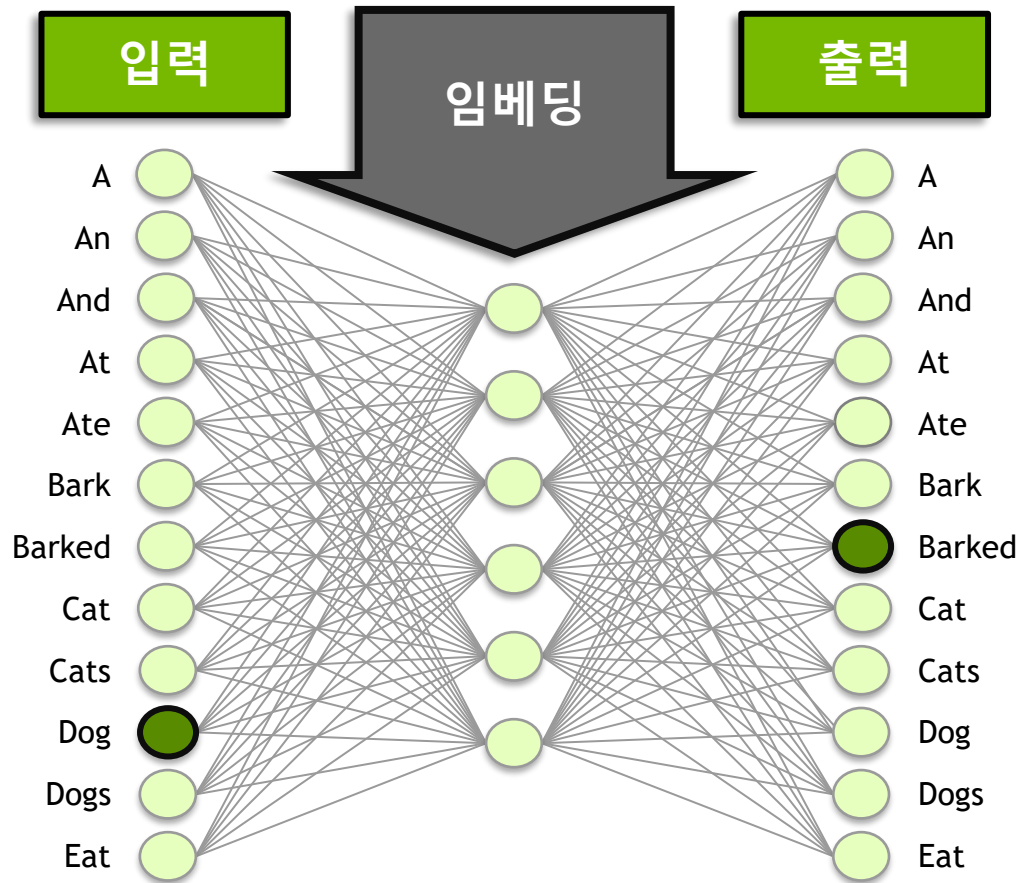 입력
임베딩
출력
A
An
And
At
Ate
Bark
Barked
Cat
Cats
Dog
Dogs
Eat
A
An
And
At
Ate
Bark
Barked
Cat
Cats
Dog
Dogs
Eat